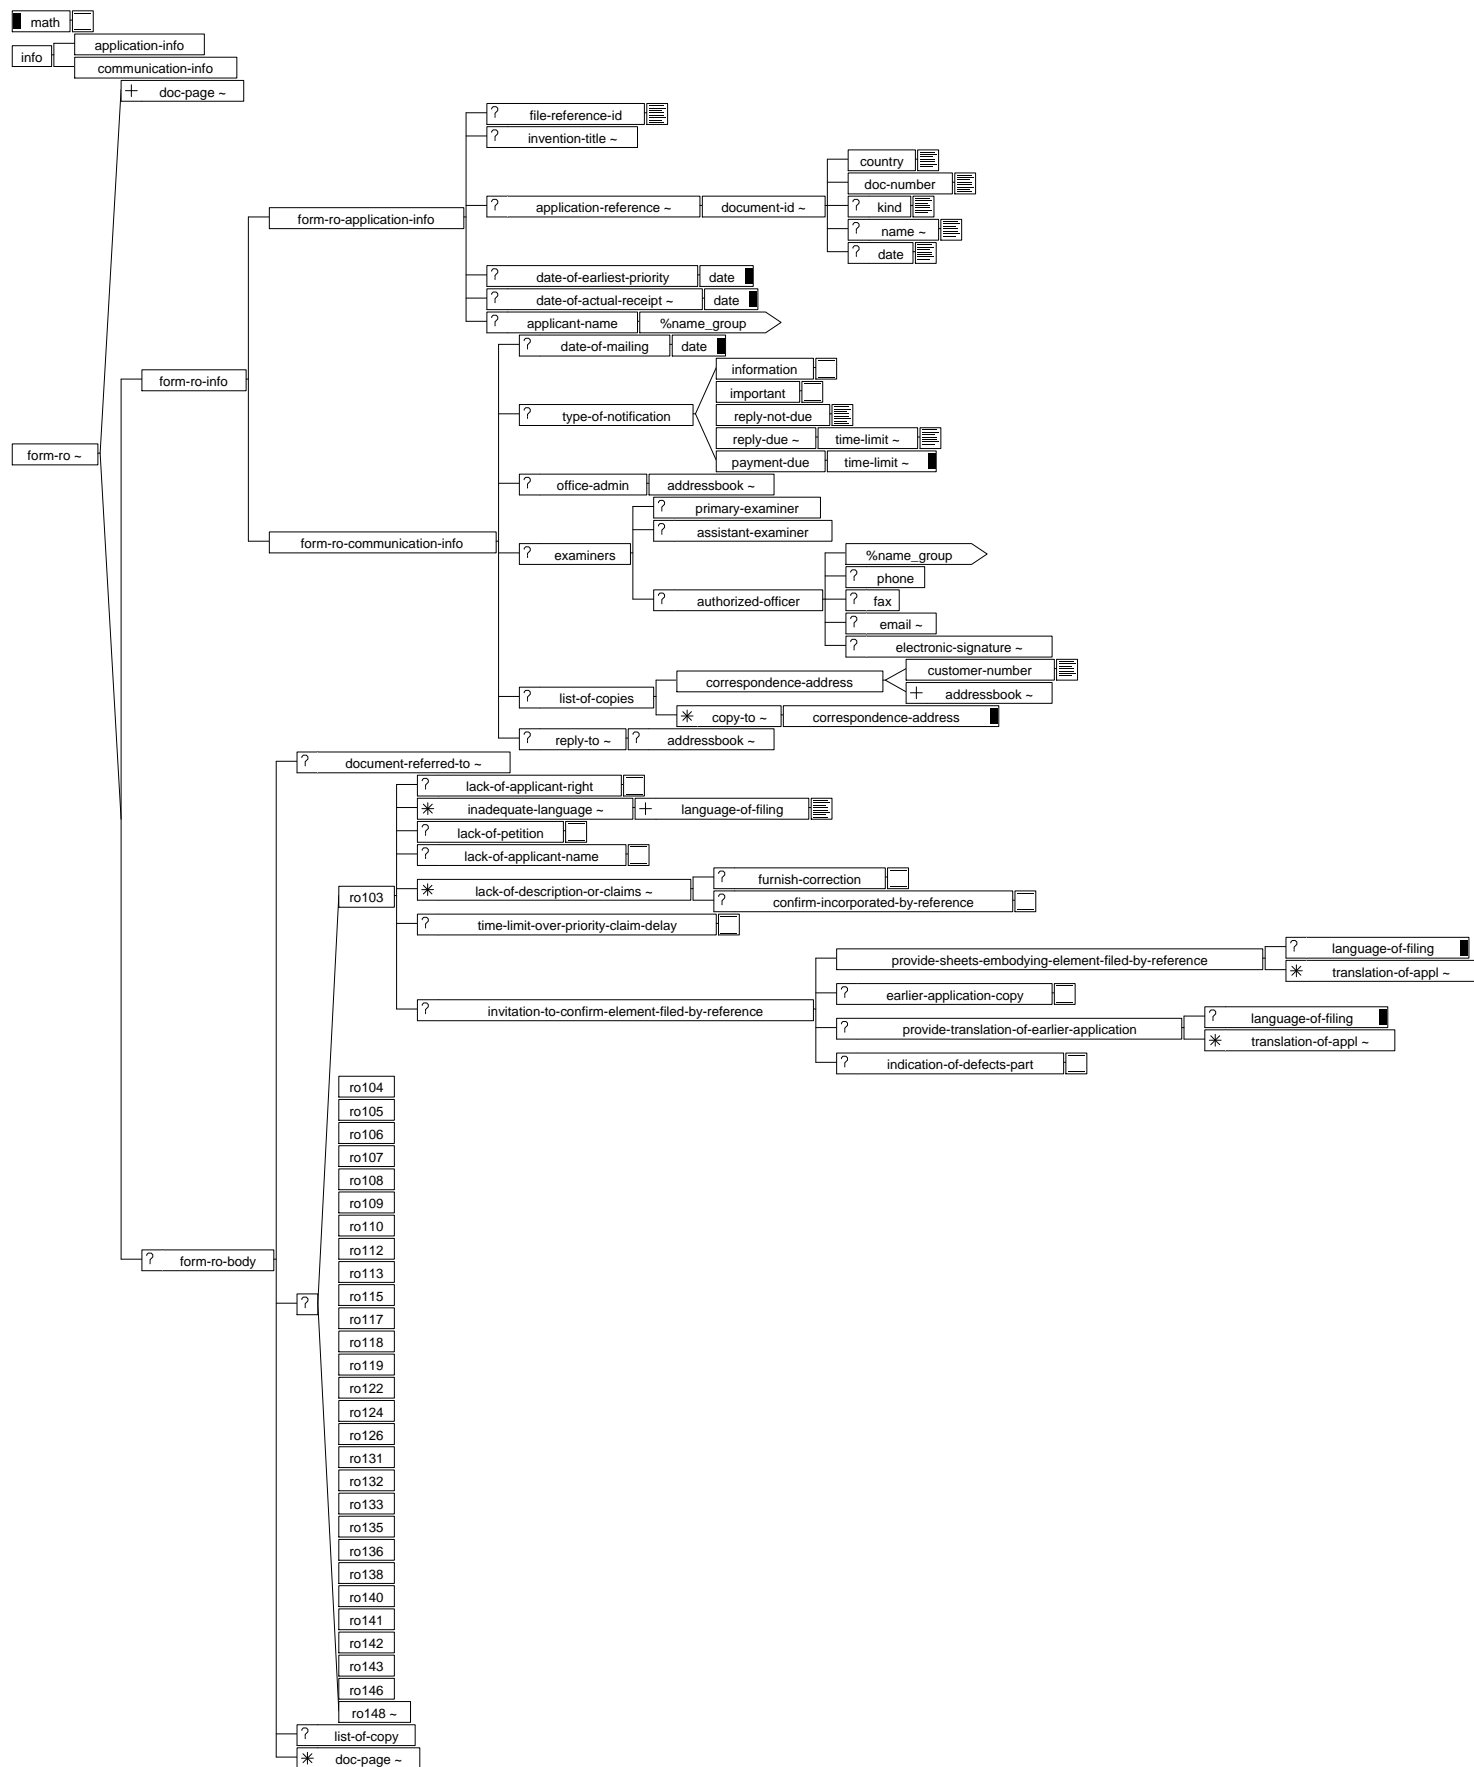 math
application-info
info
communication-info
+ doc-page ~
? file-reference-id
? invention-title ~
country
doc-number
? application-reference ~ document-id ~ ? kind
form-ro-application-info
? name ~
? date
? date-of-earliest-priority date
? date-of-actual-receipt ~ date
? applicant-name %name_group
? date-of-mailing date
information
form-ro-info
important
? type-of-notification reply-not-due
reply-due ~ time-limit ~
form-ro ~
payment-due time-limit ~
? office-admin addressbook ~
? primary-examiner
? assistant-examiner
form-ro-communication-info
? examiners %name_group
? phone
? authorized-officer ? fax
? email ~
? electronic-signature ~
customer-number
correspondence-address
+ addressbook ~
? list-of-copies
* copy-to ~ correspondence-address
? reply-to ~ ? addressbook ~
? document-referred-to ~
? lack-of-applicant-right
* inadequate-language ~ + language-of-filing
? lack-of-petition
? lack-of-applicant-name
? furnish-correction
* lack-of-description-or-claims ~
ro103
? confirm-incorporated-by-reference
? time-limit-over-priority-claim-delay
? language-of-filing
provide-sheets-embodying-element-filed-by-reference
* translation-of-appl ~
? earlier-application-copy
? invitation-to-confirm-element-filed-by-reference
? language-of-filing
? provide-translation-of-earlier-application
* translation-of-appl ~
? indication-of-defects-part
ro104
ro105
ro106
ro107
ro108
ro109
ro110
ro112
? form-ro-body
ro113
ro115
?
ro117
ro118
ro119
ro122
ro124
ro126
ro131
ro132
ro133
ro135
ro136
ro138
ro140
ro141
ro142
ro143
ro146
ro148 ~
? list-of-copy
* doc-page ~